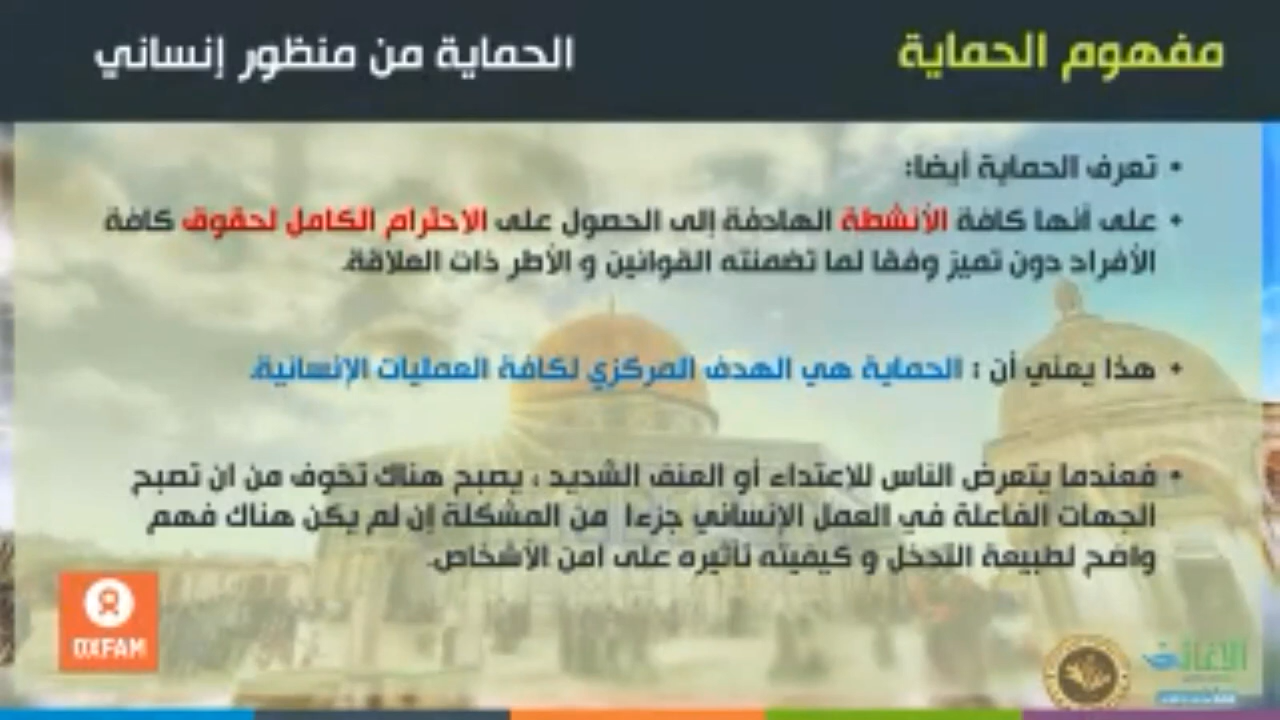 مفهوم الحماية
الحماية من منظور إنساني
• تعرف الحماية أيضا:
• على أنها كافة الأنشطة الهادفة إلى الحصول على الاحترام الكامل لحقوق كافة
الأفراد دون تميز وفقا لما تضمنته القوانين و الأطر ذات العلاقة.
• هذا يعني أن : الحماية هي الهدف المركزي لكافة العمليات الإنسانية.
• فعندما يتعرض الناس للاعتداء أو العنف الشديد ، يصبح هناك تخوف من ان تصبح
الجهات الفاعلة في العمل الإنساني جزءا من المشكلة إن لم يكن هناك فهم
واضح لطبيعة التدخل و كيفيته تأثيره على امن الأشخاص.
OXFAM
الإغاثة